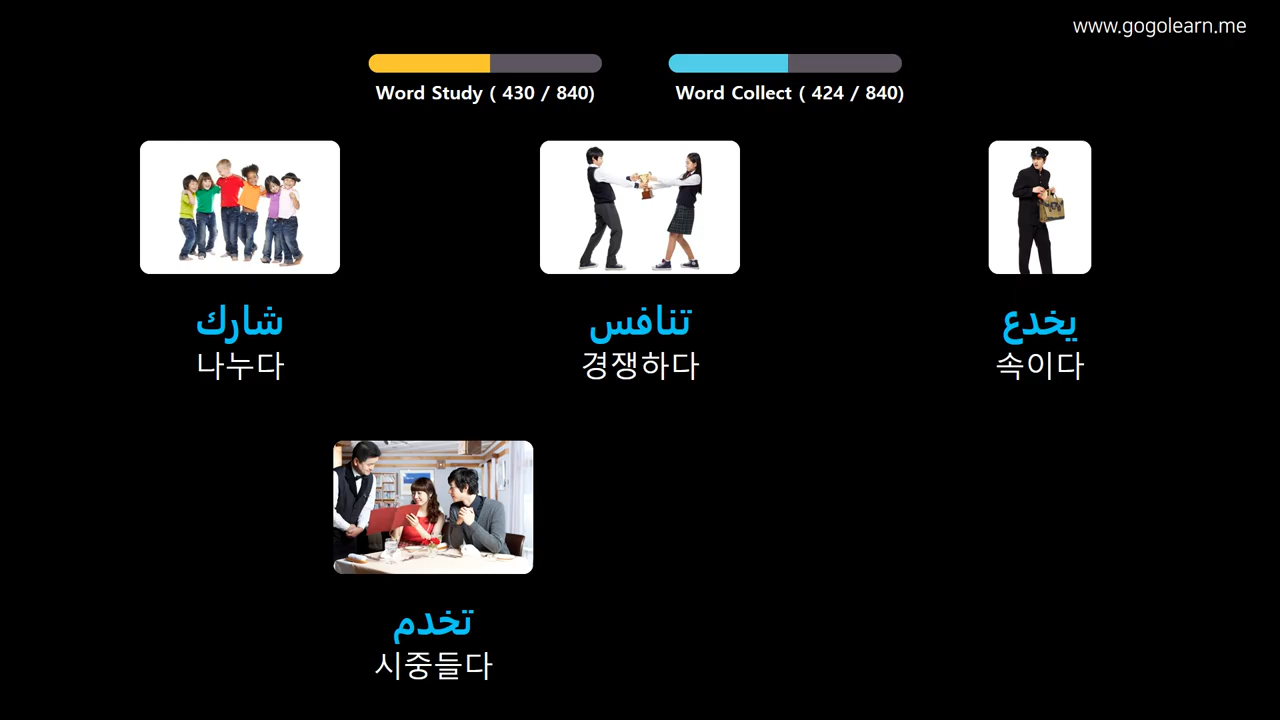 www.gogolearn.me
Word Study ( 430 / 840)
Word Collect ( 424 / 840)
شارك
나누다
تنافس
경쟁하다
يخدع
속이다
تخدم
시중들다